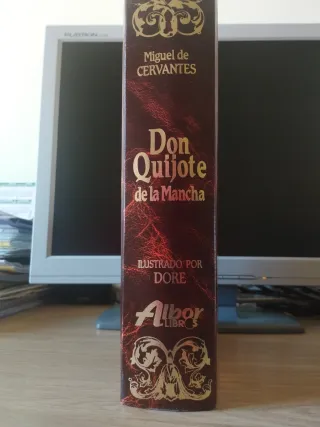 Miguel de
CERVANTES
Don
Quijote
de la Mancha
ILUSTRADO POR
DORE
Albor
LIBROS